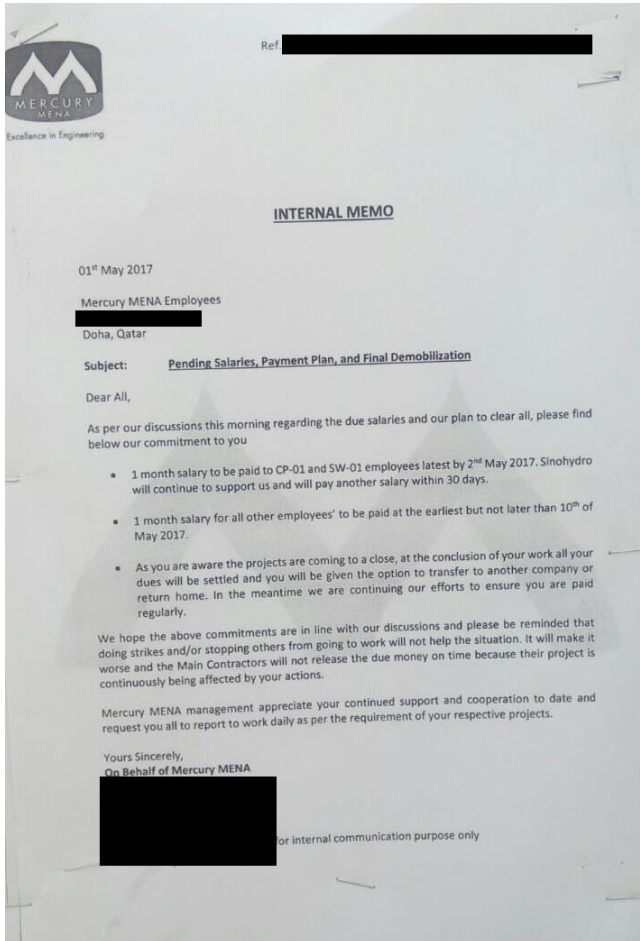 Ref.
MERCURY
MENA
Excellence in Engineering.
INTERNAL MEMO
01st May 2017
Mercury MENA Employees
Doha, Qatar
Subject: Pending Salaries, Payment Plan, and Final Demobilization
Dear All,
As per our discussions this morning regarding the due salaries and our plan to clear all, please find
below our commitment to you
• 1 month salary to be paid to CP-01 and SW-01 employees latest by 2nd May 2017. Sinohydro
will continue to support us and will pay another salary within 30 days.
• 1 month salary for all other employees' to be paid at the earliest but not later than 10th of
May 2017.
• As you are aware the projects are coming to a close, at the conclusion of your work all your
dues will be settled and you will be given the option to transfer to another company or
return home. In the meantime we are continuing our efforts to ensure you are paid
regularly.
We hope the above commitments are in line with our discussions and please be reminded that
doing strikes and/or stopping others from going to work will not help the situation. It will make it
worse and the Main Contractors will not release the due money on time because their project is
continuously being affected by your actions.
Mercury MENA management appreciate your continued support and cooperation to date and
request you all to report to work daily as per the requirement of your respective projects.
Yours Sincerely,
On Behalf of Mercury MENA
for internal communication purpose only